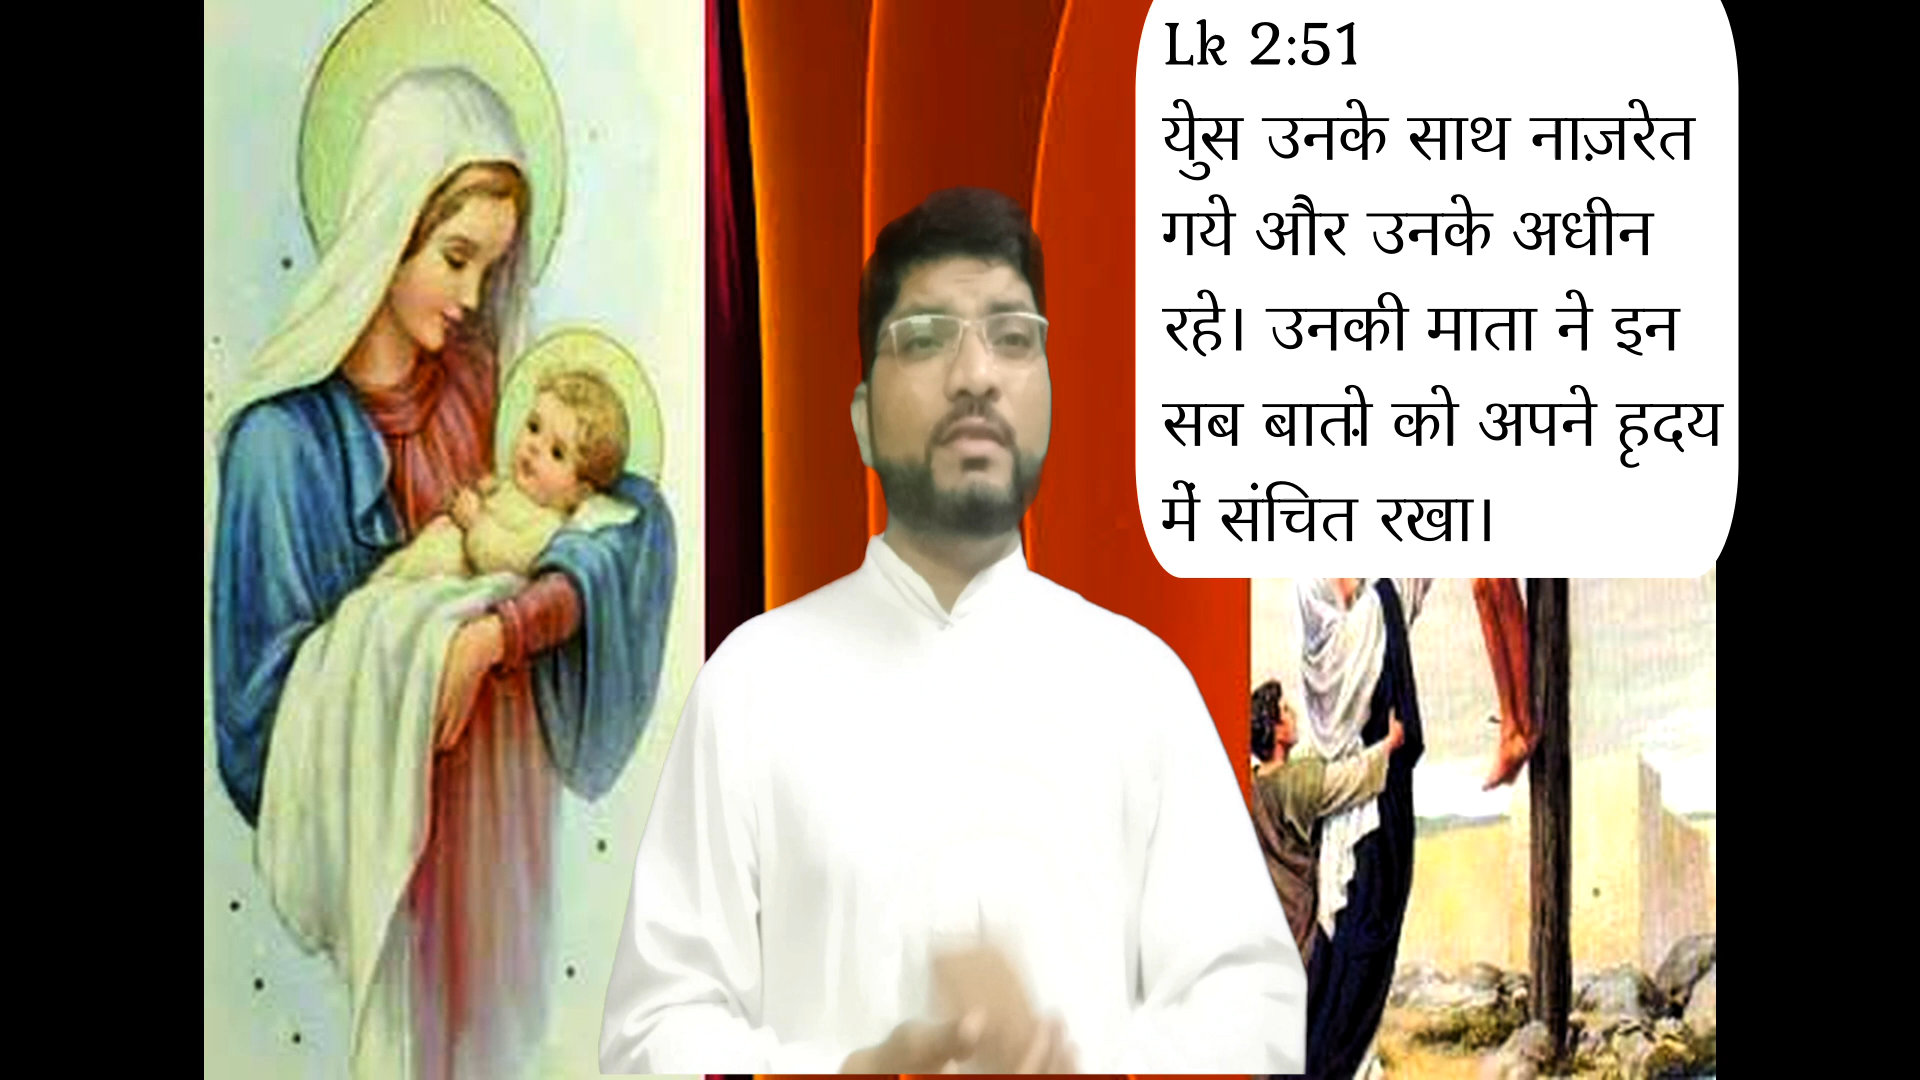 Lk 2:51
येुस उनके साथ नाज़रेत
गये और उनके अधीन
रहे। उनकी माता ने इन
सब बातो़ को अपने हृदय
में संचित रखा।